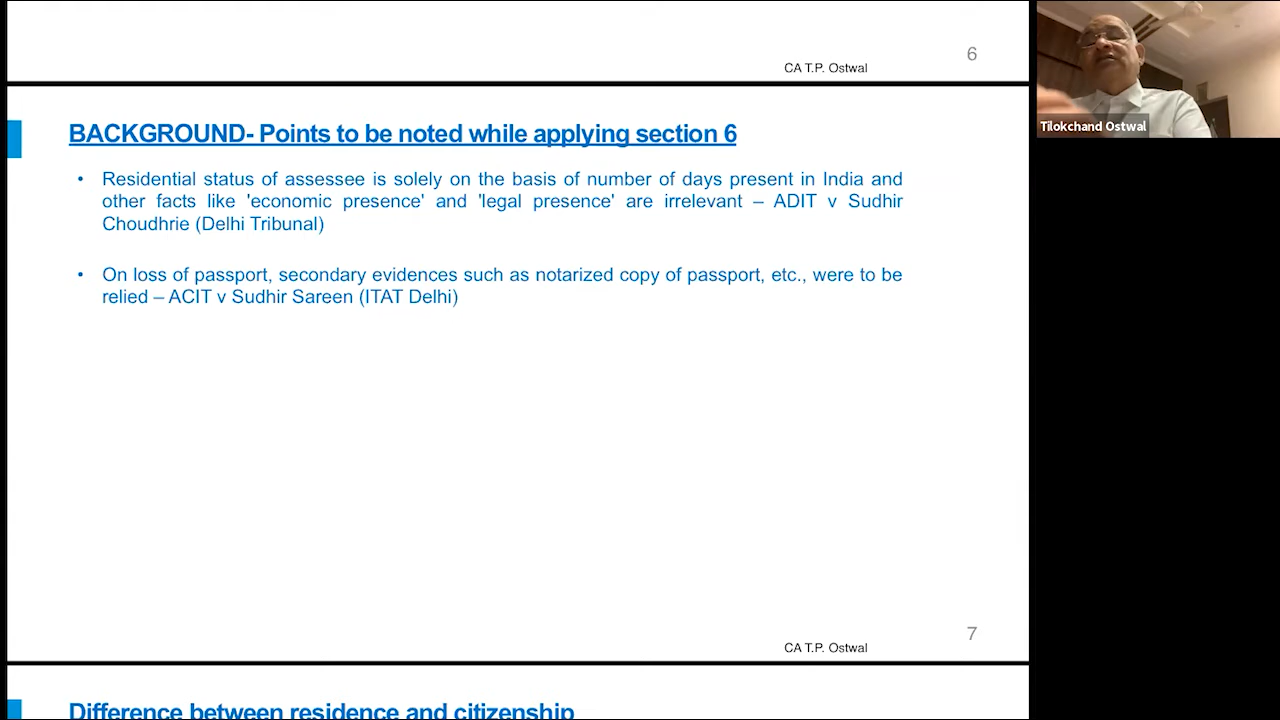 6
CA T.P. Ostwal
BACKGROUND- Points to be noted while applying section 6
• Residential status of assessee is solely on the basis of number of days present in India and
other facts like 'economic presence' and 'legal presence' are irrelevant – ADIT v Sudhir
Choudhrie (Delhi Tribunal)
• On loss of passport, secondary evidences such as notarized copy of passport, etc., were to be
relied – ACIT v Sudhir Sareen (ITAT Delhi)
7
CA T.P. Ostwal
Difference between residence and citizenship
Tilokchand Ostwal